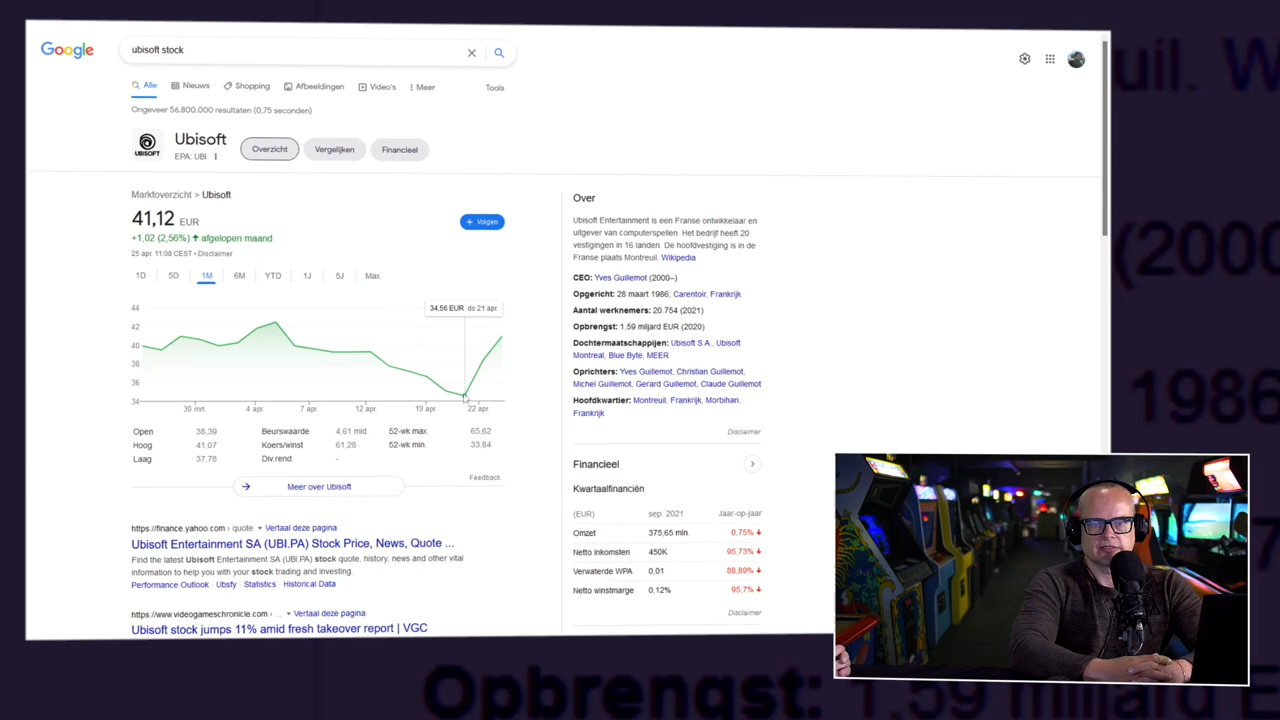 Google
ubisoft stock
Alle Nieuws Shopping Afbeeldingen Video's Meer Tools
Ongeveer 56.800.000 resultaten (0,75 seconden)
UBISOFT
Ubisoft
EPA: UBI
Overzicht Vergelijken Financieel
Marktoverzicht > Ubisoft
41,12 EUR
+ Volgen
+1,02 (2,56%) afgelopen maand
25 apr. 11:08 CEST • Disclaimer
1D 5D 1M 6M YTD 1J 5J Max.
34,56 EUR do 21 apr.
44
42
40
38
36
34
30 mrt. 4 apr. 7 apr. 12 apr. 19 apr. 22 apr.
Open 38,39 Beurswaarde 4,61 mld. 52-wk max. 65,62
Hoog 41,07 Koers/winst 61,28 52-wk min. 33,84
Laag 37,78 Div.rend. -
Feedback
Meer over Ubisoft
https://finance.yahoo.com › quote Vertaal deze pagina
Ubisoft Entertainment SA (UBI.PA) Stock Price, News, Quote ...
Find the latest Ubisoft Entertainment SA (UBI.PA) stock quote, history, news and other vital
information to help you with your stock trading and investing.
Performance Outlook · Ubsfy · Statistics · Historical Data
https://www.videogameschronicle.com › ... Vertaal deze pagina
Ubisoft stock jumps 11% amid fresh takeover report | VGC
Over
Ubisoft Entertainment is een Franse ontwikkelaar en
uitgever van computerspellen. Het bedrijf heeft 20
vestigingen in 16 landen. De hoofdvestiging is in de
Franse plaats Montreuil. Wikipedia
CEO: Yves Guillemot (2000–)
Opgericht: 28 maart 1986, Carentoir, Frankrijk
Aantal werknemers: 20.754 (2021)
Opbrengst: 1,59 miljard EUR (2020)
Dochtermaatschappijen: Ubisoft S.A., Ubisoft
Montreal, Blue Byte, MEER
Oprichters: Yves Guillemot, Christian Guillemot,
Michel Guillemot, Gerard Guillemot, Claude Guillemot
Hoofdkwartier: Montreuil, Frankrijk, Morbihan,
Frankrijk
Disclaimer
Financieel
Kwartaalfinanciën
(EUR) sep. 2021 Jaar-op-jaar
Omzet 375,65 mln. 0,75%
Netto inkomsten 450K 95,73%
Verwaterde WPA 0,01 88,89%
Netto winstmarge 0,12% 95,7%
Disclaimer
uil. W
(2000
1986
Opbrengst: 1,59 miljard E